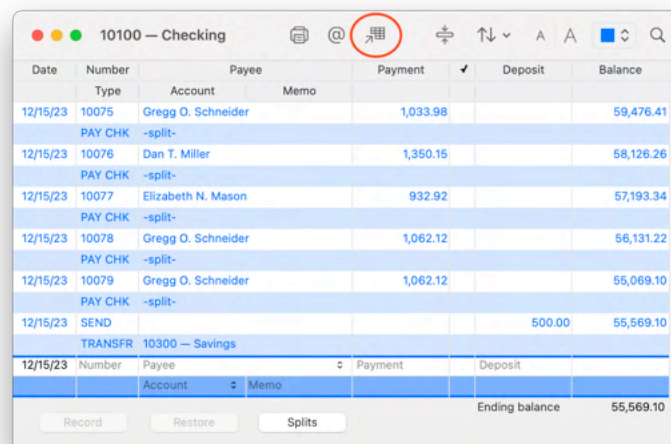 10100 — Checking
@ A A
Date Number Payee Payment ✓ Deposit Balance
Type Account Memo
12/15/23 10075 Gregg O. Schneider 1,033.98 59,476.41
PAY CHK -split-
12/15/23 10076 Dan T. Miller 1,350.15 58,126.26
PAY CHK -split-
12/15/23 10077 Elizabeth N. Mason 932.92 57,193.34
PAY CHK -split-
12/15/23 10078 Gregg O. Schneider 1,062.12 56,131.22
PAY CHK -split-
12/15/23 10079 Gregg O. Schneider 1,062.12 55,069.10
PAY CHK -split-
12/15/23 SEND 500.00 55,569.10
TRANSFR 10300 — Savings
12/15/23 Number Payee Payment Deposit
Account Memo
Ending balance 55,569.10
Record Restore Splits